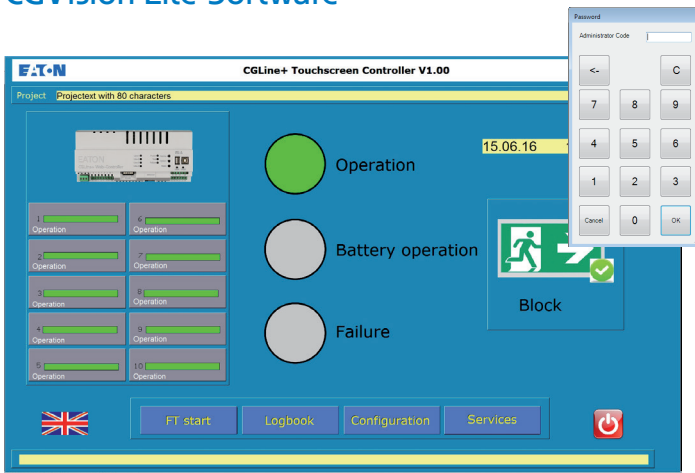 CGVision Lite Software
Password
Administrator Code
<-
C
7
8
9
4
5
6
1
2
3
Cancel
0
OK
EATON
CGLine+ Touchscreen Controller V1.00
Project
Projectext with 80 characters
15.06.16
EATON
Operation
Battery operation
Failure
Block
1
Operation
6
Operation
2
Operation
7
Operation
3
Operation
8
Operation
4
Operation
9
Operation
5
Operation
10
Operation
FT start
Logbook
Configuration
Services